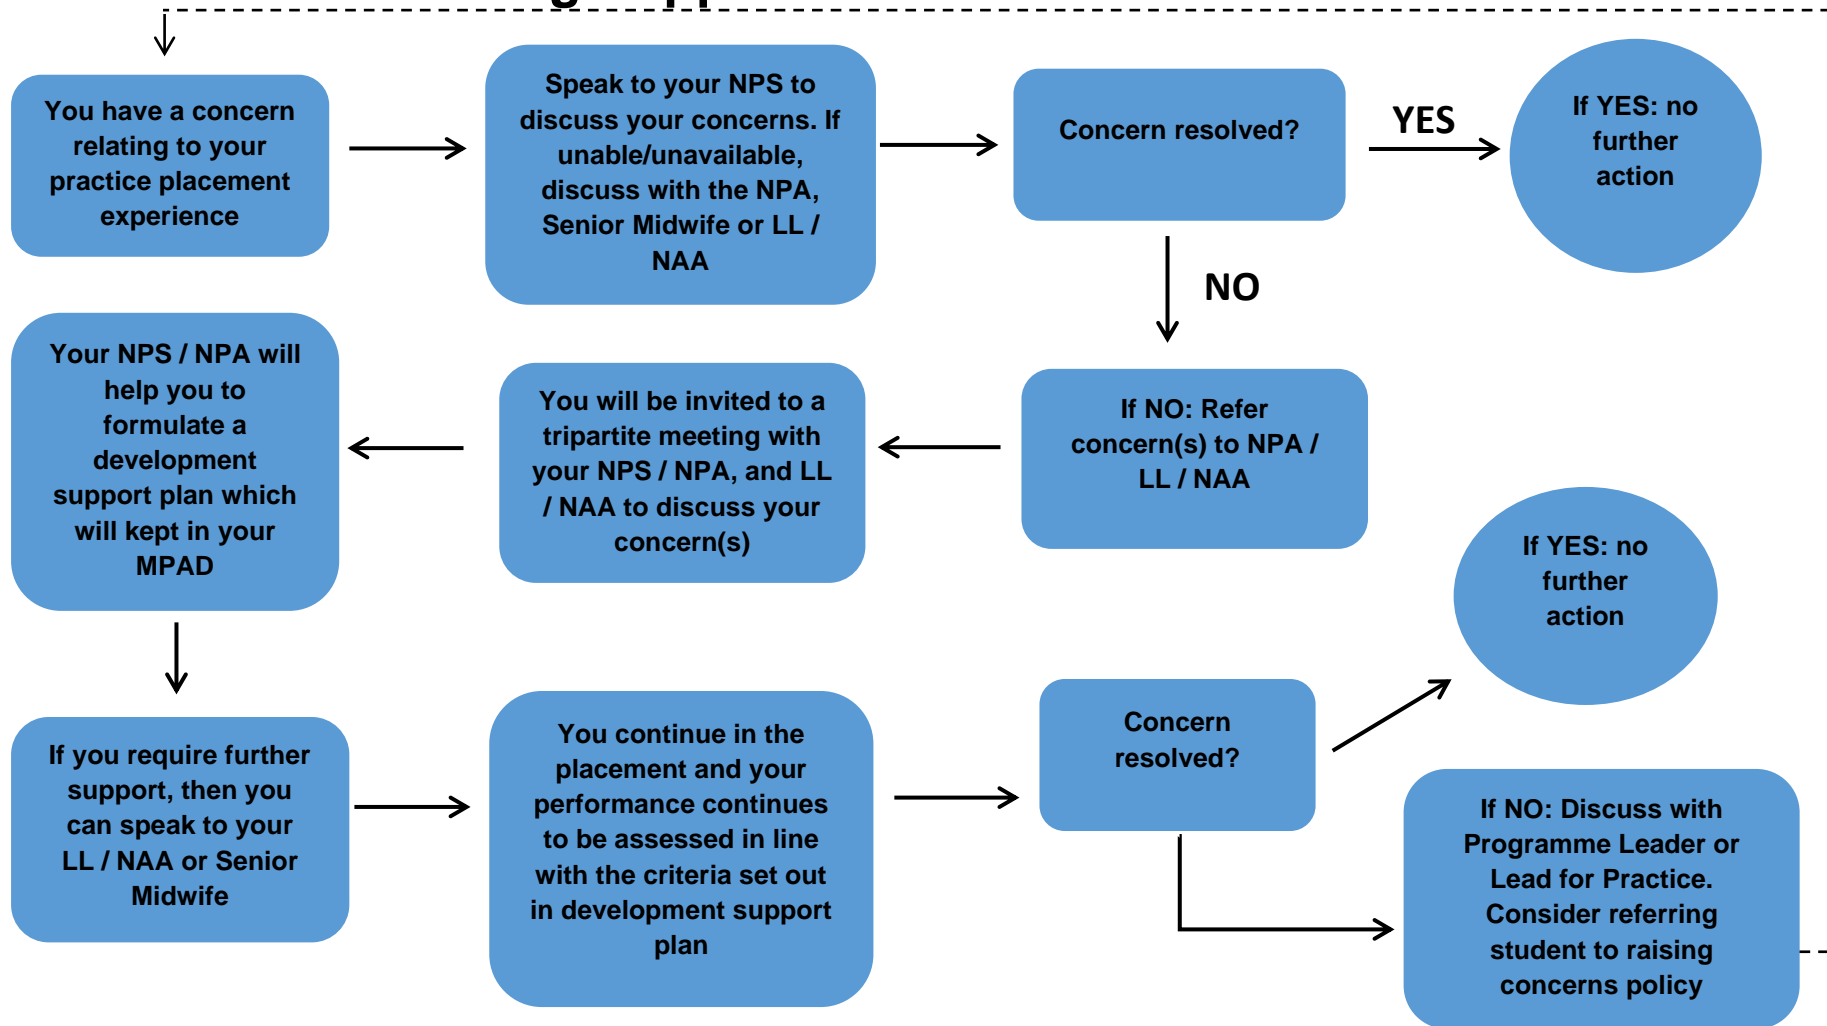 You have a concern
relating to your
practice placement
experience
Speak to your NPS to
discuss your concerns. If
unable/unavailable,
discuss with the NPA,
Senior Midwife or LL /
NAA
Concern resolved?
YES
If YES: no
further
action
NO
If NO: Refer
concern(s) to NPA /
LL / NAA
You will be invited to a
tripartite meeting with
your NPS / NPA, and LL
/ NAA to discuss your
concern(s)
Your NPS / NPA will
help you to
formulate a
development
support plan which
will kept in your
MPAD
If you require further
support, then you
can speak to your
LL / NAA or Senior
Midwife
You continue in the
placement and your
performance continues
to be assessed in line
with the criteria set out
in development support
plan
Concern
resolved?
If YES: no
further
action
If NO: Discuss with
Programme Leader or
Lead for Practice.
Consider referring
student to raising
concerns policy